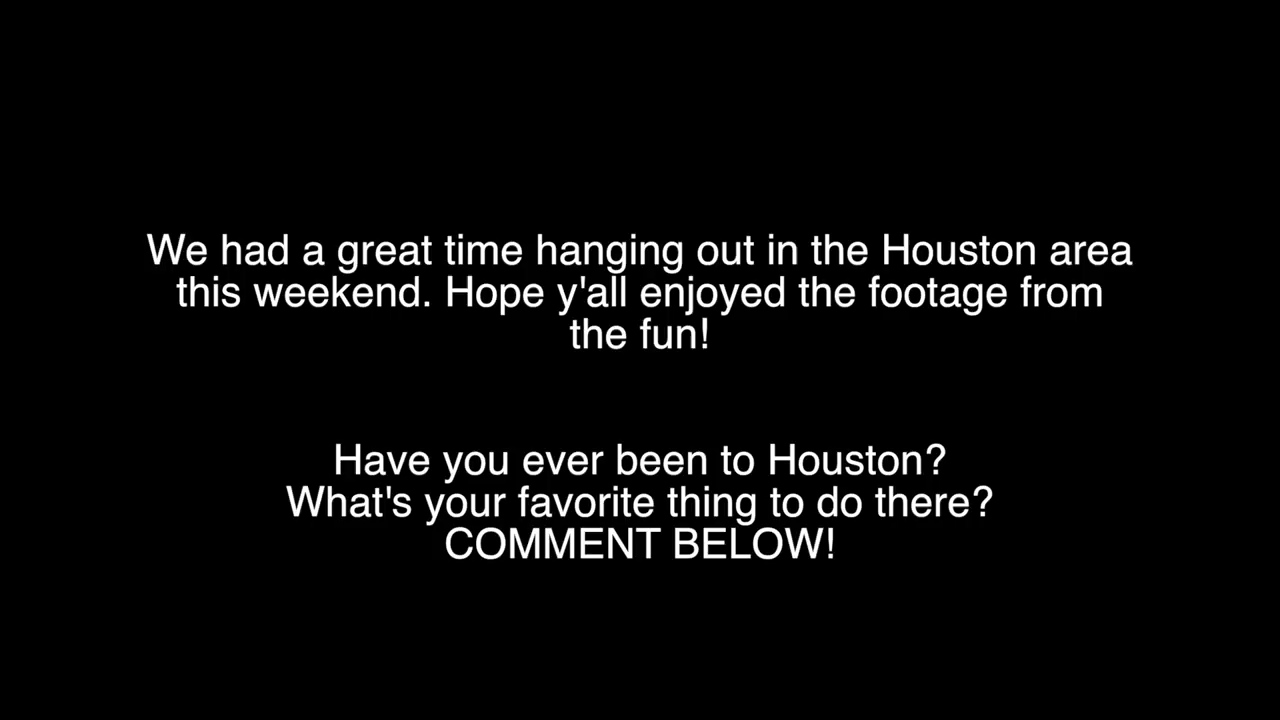 We had a great time hanging out in the Houston area
this weekend. Hope y'all enjoyed the footage from
the fun!
Have you ever been to Houston?
What's your favorite thing to do there?
COMMENT BELOW!